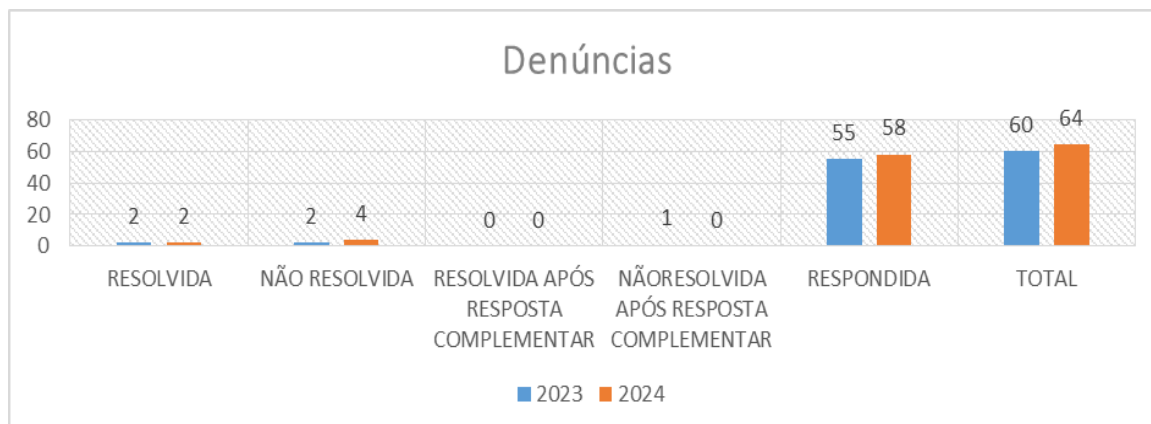 Denúncias
80
60
40
20
0
2 2 2 4 0 0 1 0 55 58 60 64
RESOLVIDA NÃO RESOLVIDA RESOLVIDA APÓS NÃORESOLVIDA RESPONDIDA TOTAL
RESPOSTA APÓS RESPOSTA
COMPLEMENTAR COMPLEMENTAR
2023 2024